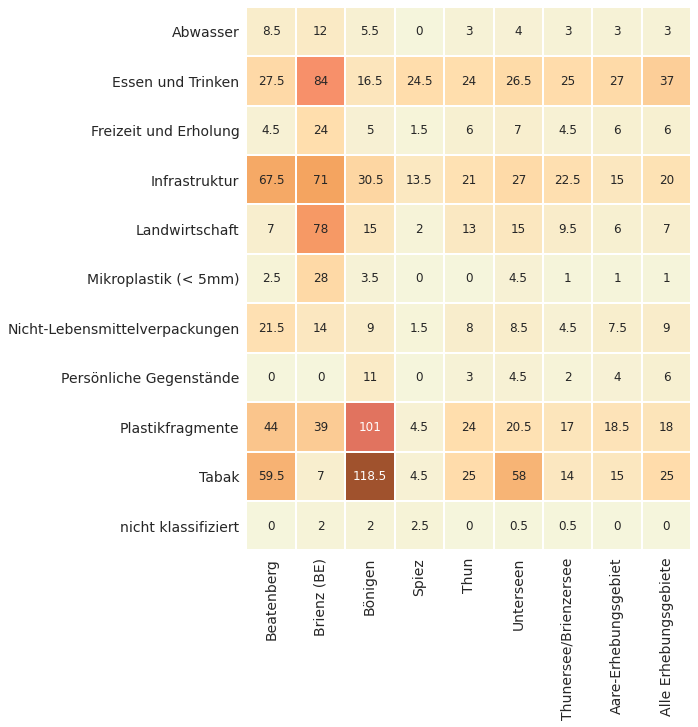 Abwasser 8.5 12 5.5 0 3 4 3 3 3
Essen und Trinken 27.5 84 16.5 24.5 24 26.5 25 27 37
Freizeit und Erholung 4.5 24 5 1.5 6 7 4.5 6 6
Infrastruktur 67.5 71 30.5 13.5 21 27 22.5 15 20
Landwirtschaft 7 78 15 2 13 15 9.5 6 7
Mikroplastik (< 5mm) 2.5 28 3.5 0 0 4.5 1 1 1
Nicht-Lebensmittelverpackungen 21.5 14 9 1.5 8 8.5 4.5 7.5 9
Persönliche Gegenstände 0 0 11 0 3 4.5 2 4 6
Plastikfragmente 44 39 101 4.5 24 20.5 17 18.5 18
Tabak 59.5 7 118.5 4.5 25 58 14 15 25
nicht klassifiziert 0 2 2 2.5 0 0.5 0.5 0 0
Beatenberg
Brienz (BE)
Bönigen
Spiez
Thun
Unterseen
Thunersee/Brienzersee
Aare-Erhebungsgebiet
Alle Erhebungsgebiete